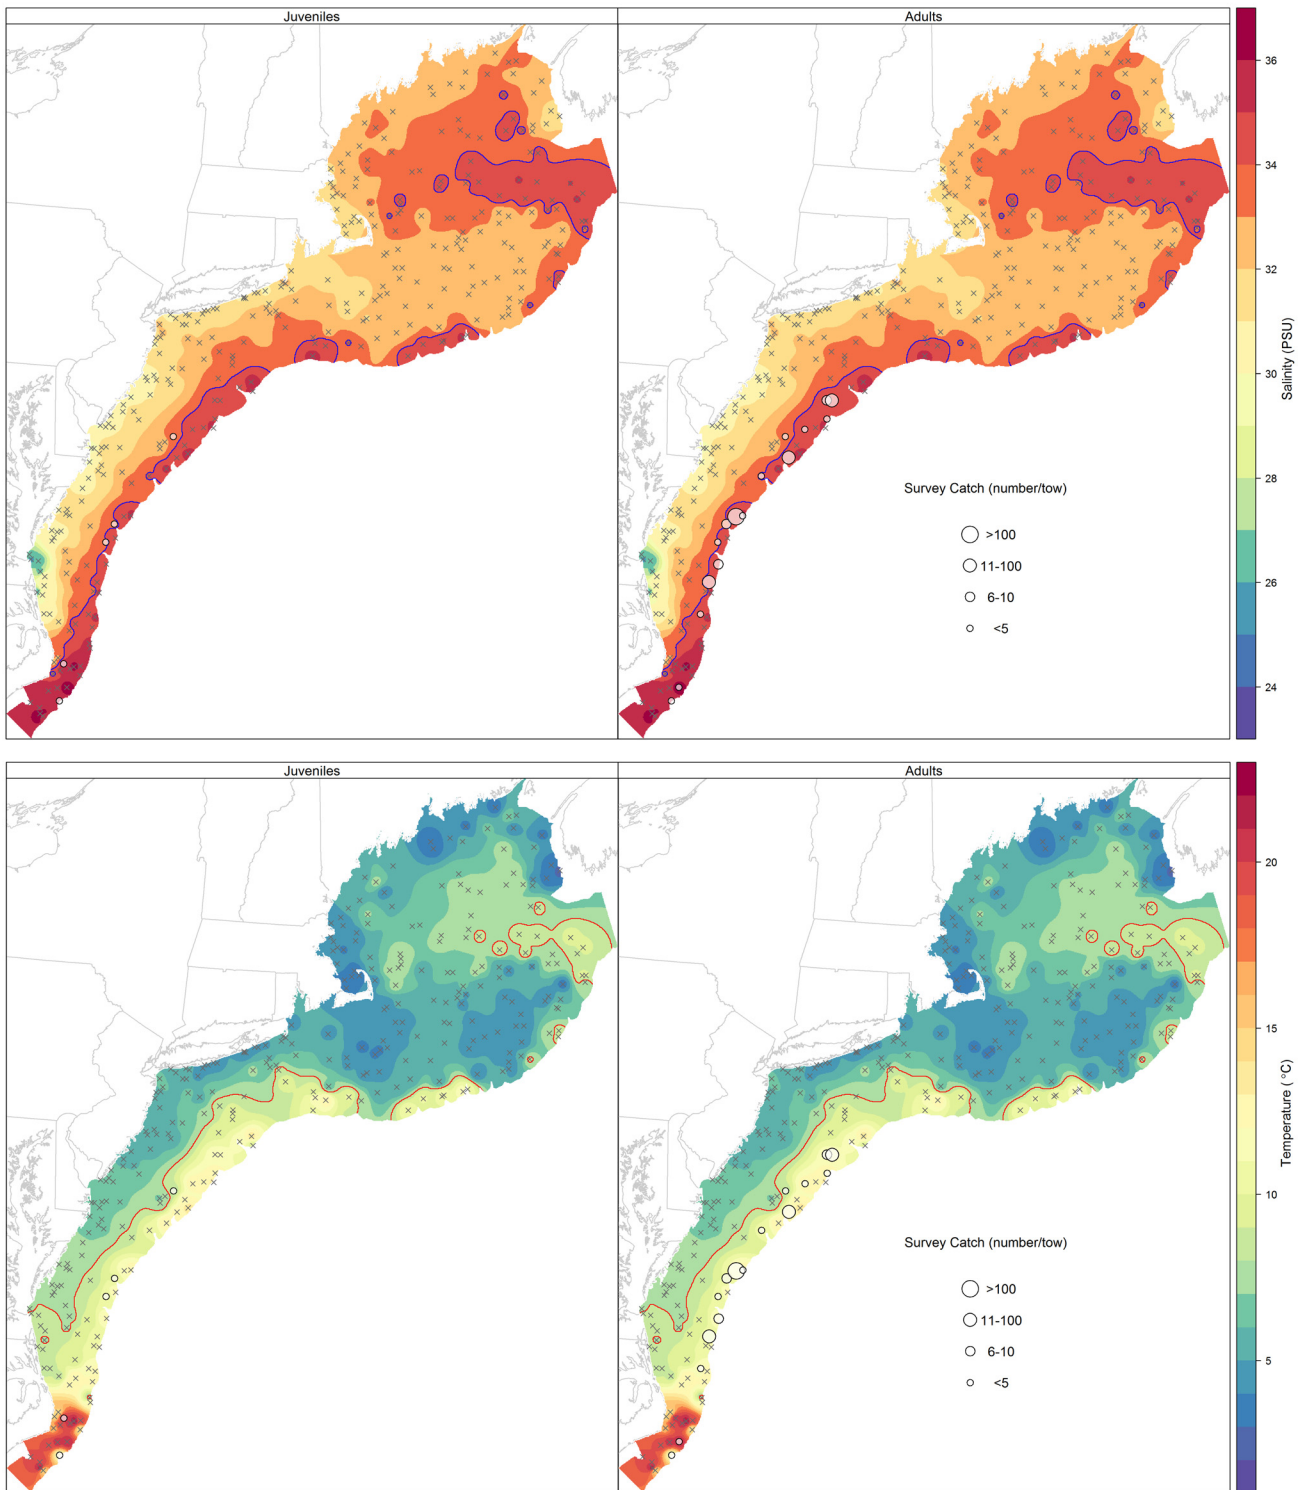 Juveniles
Adults
36
34
32
30
28
26
24
Salinity (PSU)
Survey Catch (number/tow)
>100
11-100
6-10
<5
Juveniles
Adults
20
15
10
5
Temperature ( °C)
Survey Catch (number/tow)
>100
11-100
6-10
<5